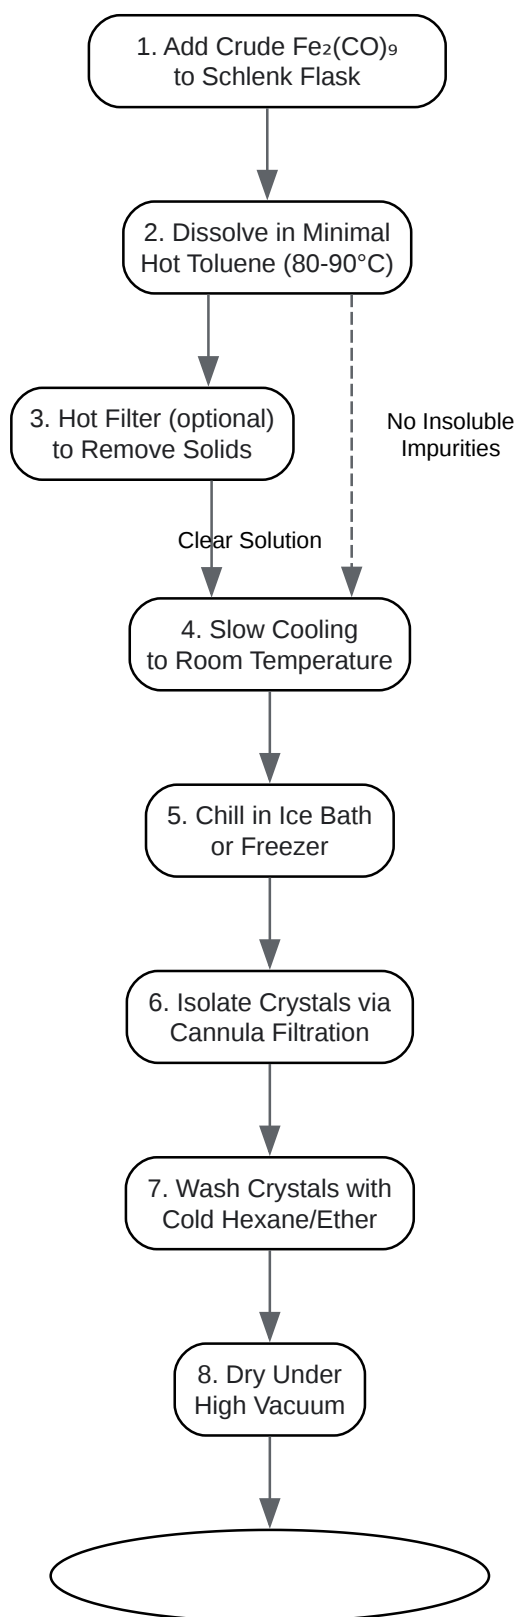 1. Add Crude Fe₂(CO)₉
to Schlenk Flask
2. Dissolve in Minimal
Hot Toluene (80-90°C)
3. Hot Filter (optional)
to Remove Solids
No Insoluble
Impurities
Clear Solution
4. Slow Cooling
to Room Temperature
5. Chill in Ice Bath
or Freezer
6. Isolate Crystals via
Cannula Filtration
7. Wash Crystals with
Cold Hexane/Ether
8. Dry Under
High Vacuum